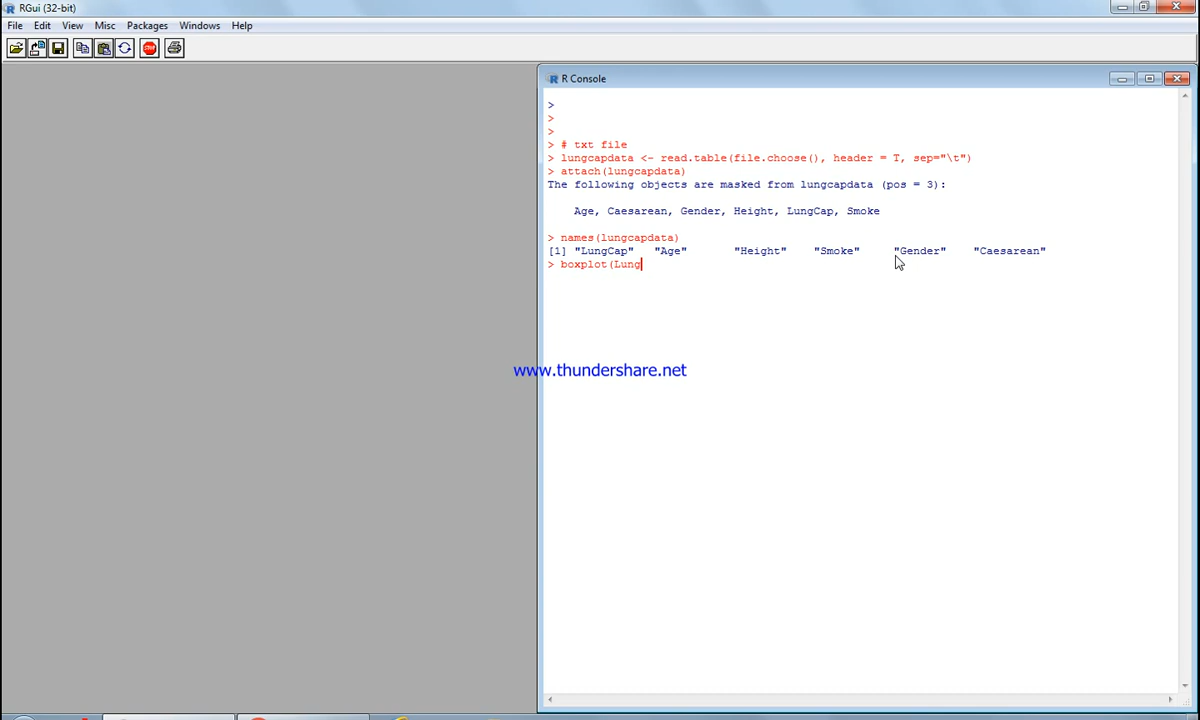 RGui (32-bit)
File Edit View Misc Packages Windows Help
STOP
R Console
>
>
>
> # txt file
> lungcapdata <- read.table(file.choose(), header = T, sep="\t")
> attach(lungcapdata)
The following objects are masked from lungcapdata (pos = 3):
Age, Caesarean, Gender, Height, LungCap, Smoke
> names(lungcapdata)
[1] "LungCap" "Age" "Height" "Smoke" "Gender" "Caesarean"
> boxplot(Lung
www.thundershare.net